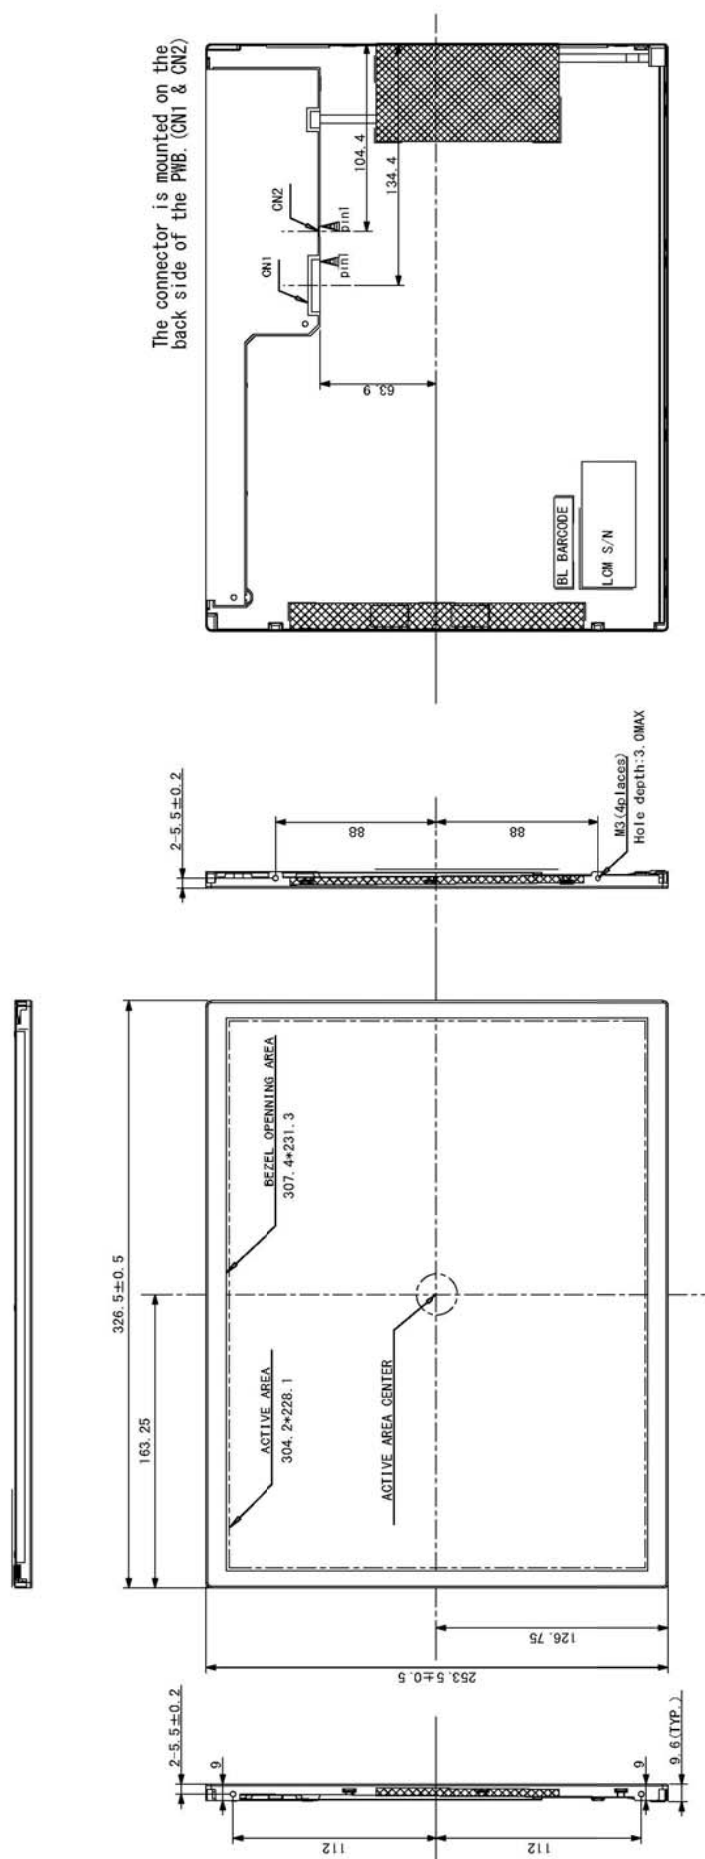 The connector is mounted on the
back side of the PWB.(CN1 & CN2)
CN2
CN1
pin1
pin1
104.4
134.4
63.9
BL BARCODE
LCM S/N
2-5.5±0.2
88
88
M3(4places)
Hole depth:3.0MAX
326.5±0.5
163.25
BEZEL OPENNING AREA
307.4*231.3
ACTIVE AREA
304.2*228.1
ACTIVE AREA CENTER
126.75
253.5±0.5
2-5.5±0.2
9
9
9.6(TYP.)
112
112